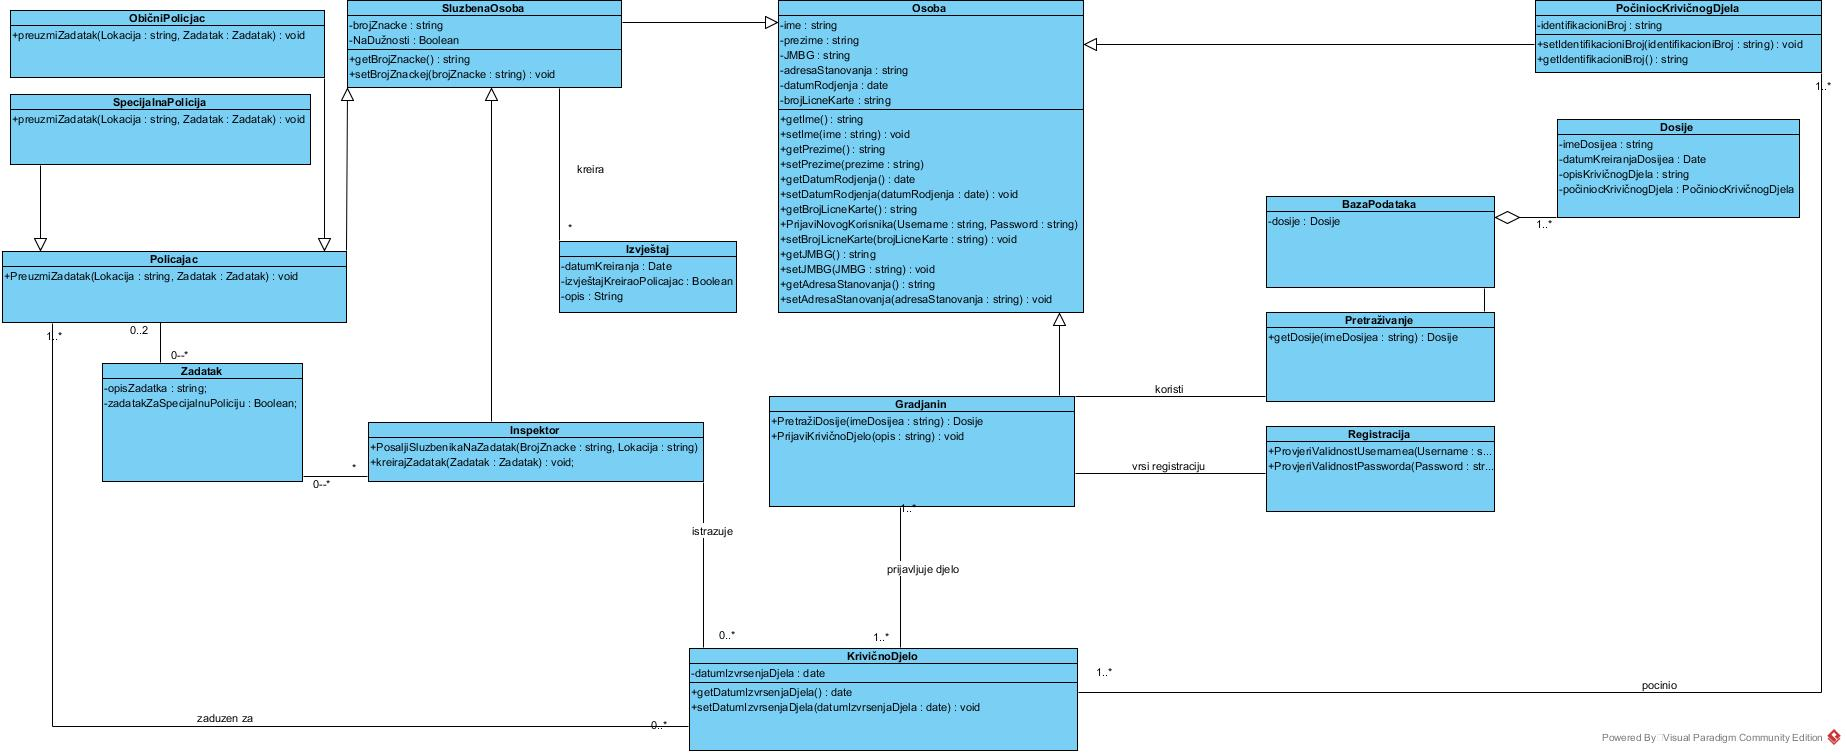 ObičniPolicjac
+preuzmiZadatak(Lokacija : string, Zadatak : Zadatak) : void
SpecijalnaPolicija
+preuzmiZadatak(Lokacija : string, Zadatak : Zadatak) : void
SluzbenaOsoba
-brojZnacke : string
-NaDužnosti : Boolean
+getBrojZnacke() : string
+setBrojZnackej(brojZnacke : string) : void
Osoba
-ime : string
-prezime : string
-JMBG : string
-adresaStanovanja : string
-datumRodjenja : date
-brojLicneKarte : string
+getIme() : string
+setIme(ime : string) : void
+getPrezime() : string
+setPrezime(prezime : string)
+getDatumRodjenja() : date
+setDatumRodjenja(datumRodjenja : date) : void
+getBrojLicneKarte() : string
+PrijaviNovogKorisnika(Username : string, Password : string)
+setBrojLicneKarte(brojLicneKarte : string) : void
+getJMBG() : string
+setJMBG(JMBG : string) : void
+getAdresaStanovanja() : string
+setAdresaStanovanja(adresaStanovanja : string) : void
PočiniocKrivičnogDjela
-identifikacioniBroj : string
+setIdentifikacioniBroj(identifikacioniBroj : string) : void
+getIdentifikacioniBroj() : string
1..*
Dosije
-imeDosijea : string
-datumKreiranjaDosijea : Date
-opisKrivičnogDjela : string
-počiniocKrivičnogDjela : PočiniocKrivičnogDjela
BazaPodataka
-dosije : Dosije
1..*
kreira
*
Izvještaj
-datumKreiranja : Date
-izvještajKreiraoPolicajac : Boolean
-opis : String
Policajac
+PreuzmiZadatak(Lokacija : string, Zadatak : Zadatak) : void
1..*
0..2
0--*
Zadatak
-opisZadatka : string;
-zadatakZaSpecijalnuPoliciju : Boolean;
*
0--*
Inspektor
+PosaljiSluzbenikaNaZadatak(BrojZnacke : string, Lokacija : string)
+kreirajZadatak(Zadatak : Zadatak) : void;
Pretraživanje
+getDosije(imeDosijea : string) : Dosije
koristi
Gradjanin
+PretražiDosije(imeDosijea : string) : Dosije
+PrijaviKrivičnoDjelo(opis : string) : void
1..*
vrsi registraciju
Registracija
+ProvjeriValidnostUsernamea(Username : s...
+ProvjeriValidnostPassworda(Password : str...
istrazuje
prijavljuje djelo
0..*
1..*
KrivičnoDjelo
-datumIzvrsenjaDjela : date
+getDatumIzvrsenjaDjela() : date
+setDatumIzvrsenjaDjela(datumIzvrsenjaDjela : date) : void
1..*
pocinio
zaduzen za
0..*
Powered By Visual Paradigm Community Edition